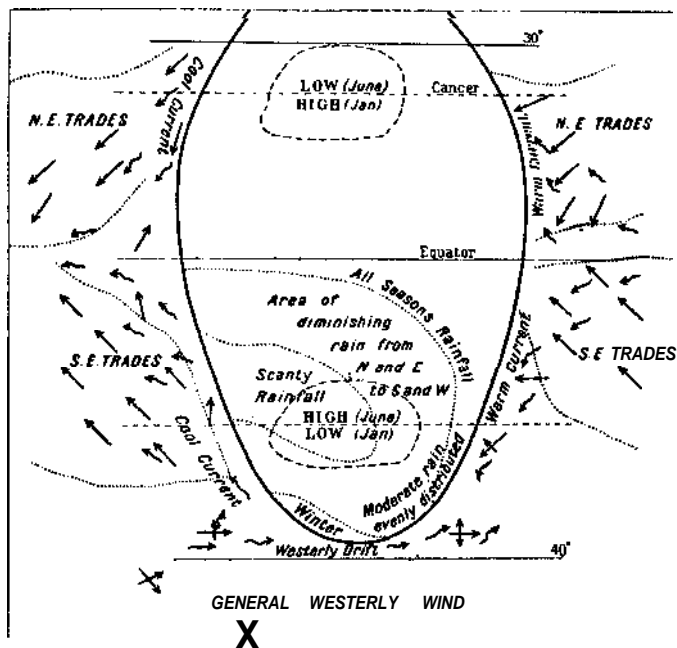 30°
Cool Current
LOW (June)
HIGH (Jan)
Cancer
N.E. TRADES
N. E TRADES
Warm Current
Equator
All Seasons Rainfall
Area of
diminishing
rain from
N and E
to S and W
Scanty
Rainfall
HIGH (June)
LOW (Jan)
S.E. TRADES
S.E TRADES
Warm Current
Cool Current
Moderate rain
evenly distributed
Winter
Westerly Drift
40°
GENERAL WESTERLY WIND
X